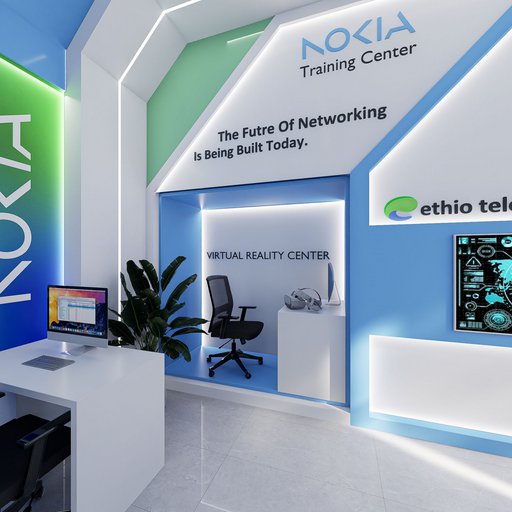 NOKIA
NOKIA
Training Center
The Futre Of Networking
Is Being Built Today.
VIRTUAL REALITY CENTER
ethio tele